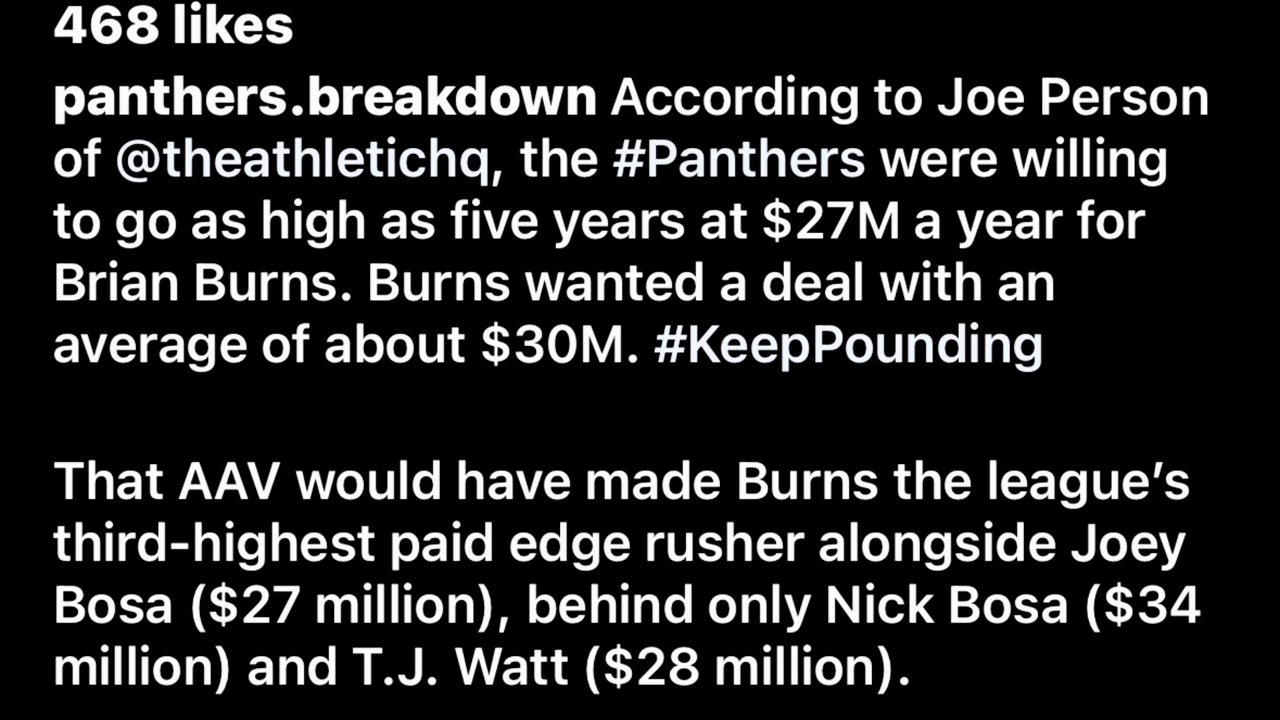 468 likes
panthers.breakdown According to Joe Person
of @theathletichq, the #Panthers were willing
to go as high as five years at $27M a year for
Brian Burns. Burns wanted a deal with an
average of about $30M. #KeepPounding
That AAV would have made Burns the league’s
third-highest paid edge rusher alongside Joey
Bosa ($27 million), behind only Nick Bosa ($34
million) and T.J. Watt ($28 million).